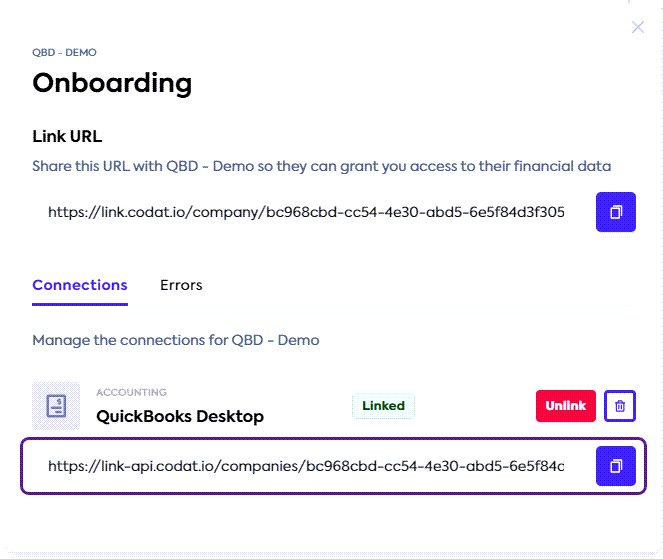 QBD - DEMO
Onboarding
Link URL
Share this URL with QBD - Demo so they can grant you access to their financial data
https://link.codat.io/company/bc968cbd-cc54-4e30-abd5-6e5f84d3f305
Connections Errors
Manage the connections for QBD - Demo
ACCOUNTING
QuickBooks Desktop Linked Unlink
https://link-api.codat.io/companies/bc968cbd-cc54-4e30-abd5-6e5f84c